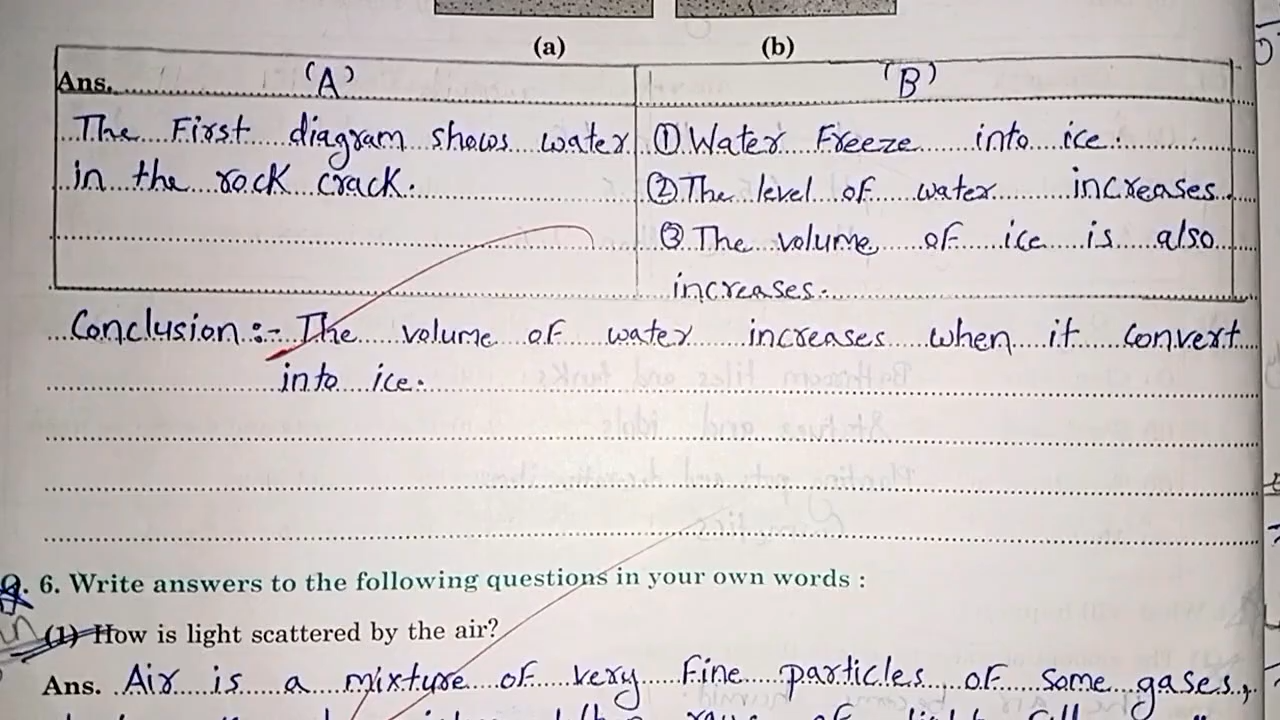 (a) (b)
Ans. (A) (B)
The First diagram shows water
in the rock crack.
① Water Freeze into ice.
② The level of water increases.
③ The volume of ice is also
increases.
Conclusion :- The volume of water increases when it convert
into ice.
Q. 6. Write answers to the following questions in your own words :
(1) How is light scattered by the air?
Ans. Air is a mixture of very fine particles of some gases,